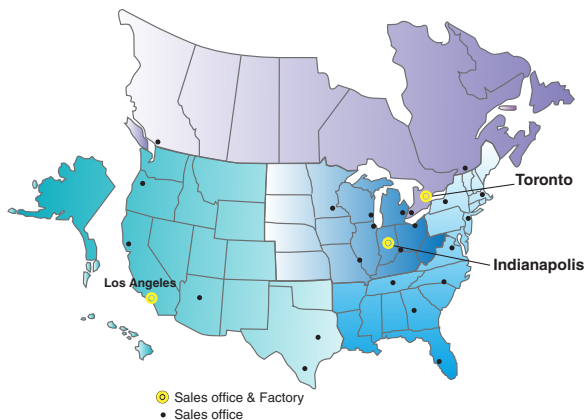 Toronto
Indianapolis
Los Angeles
Sales office & Factory
Sales office